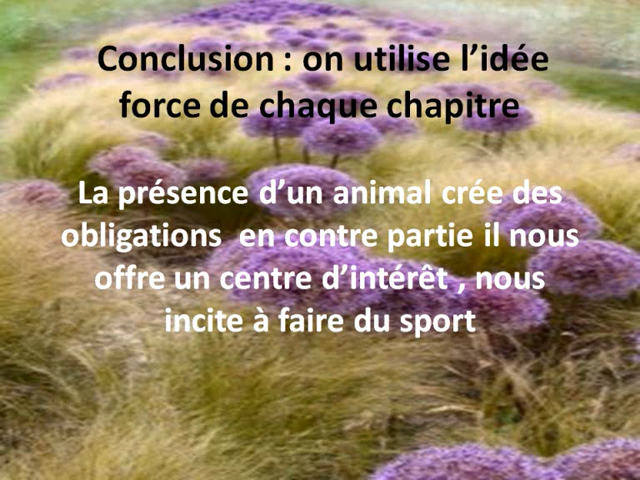 Conclusion : on utilise l’idée
force de chaque chapitre
La présence d’un animal crée des
obligations  en contre partie il nous
offre un centre d’intérêt , nous
incite à faire du sport